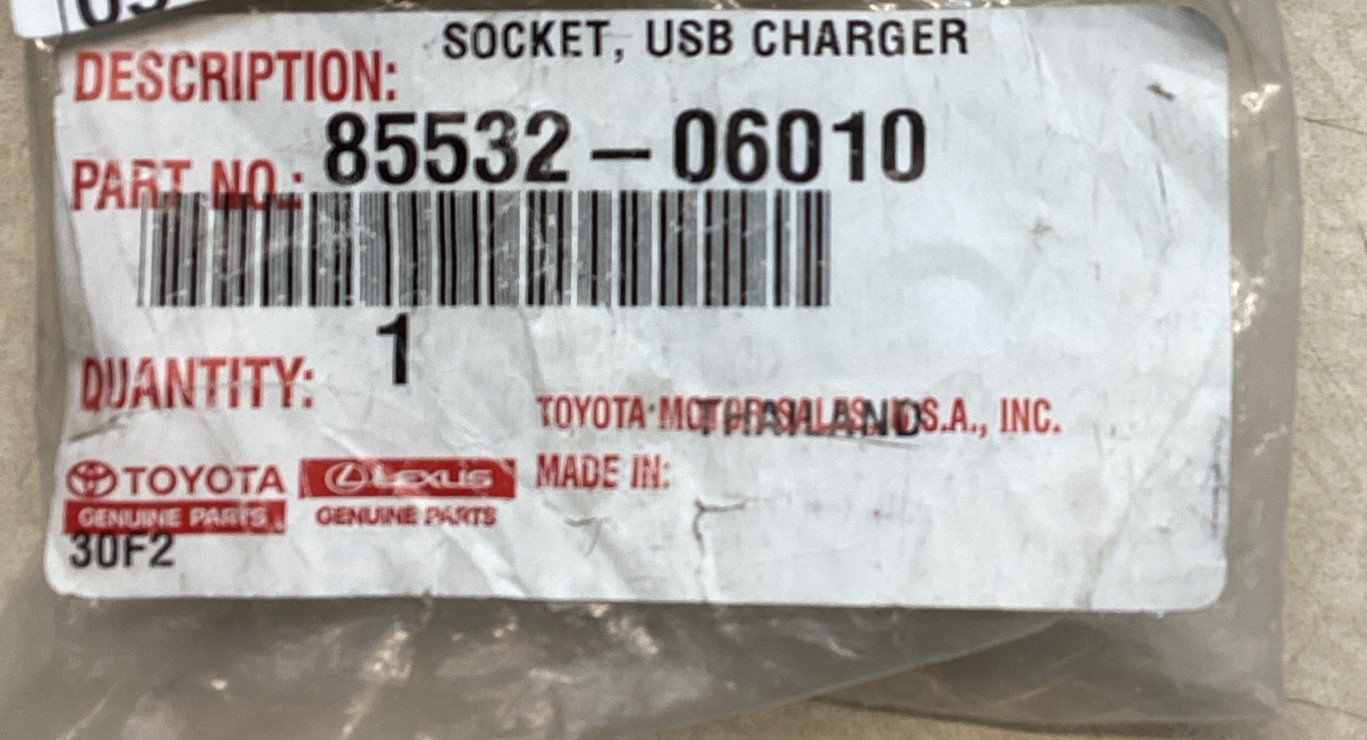 SOCKET, USB CHARGER
DESCRIPTION:
85532-06010
PART NO.:
1
QUANTITY:
TOYOTA MOTOR SALES, U.S.A., INC.
THAILAND
MADE IN:
TOYOTA LEXUS
GENUINE PARTS GENUINE PARTS
30F2